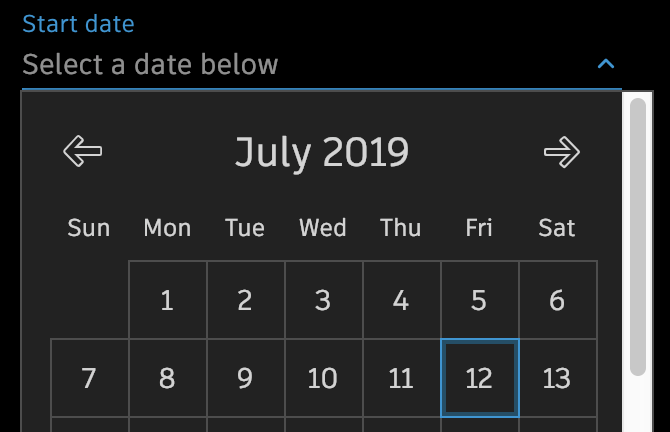 Start date
Select a date below
July 2019
Sun Mon Tue Wed Thu Fri Sat
1 2 3 4 5 6
7 8 9 10 11 12 13